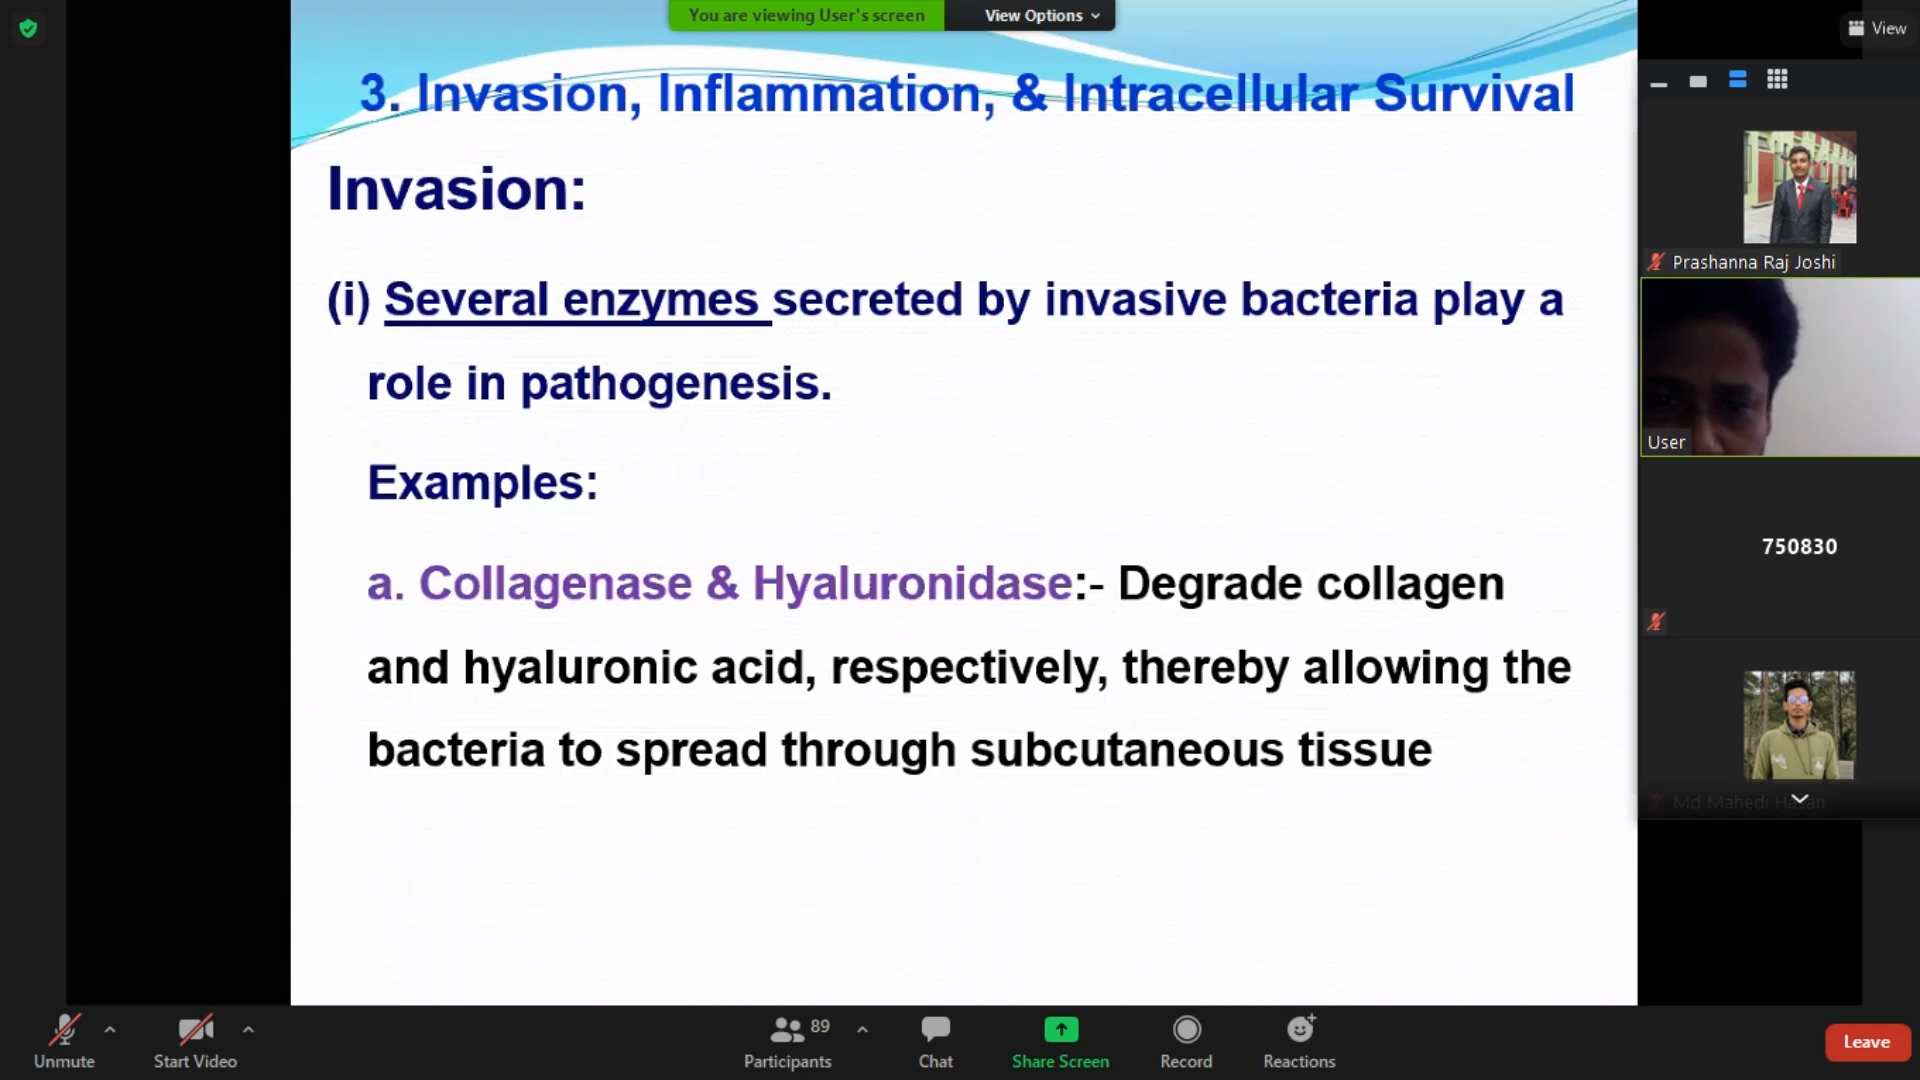 You are viewing User's screen
View Options
View
3. Invasion, Inflammation, & Intracellular Survival
Invasion:
(i) Several enzymes secreted by invasive bacteria play a
role in pathogenesis.
Examples:
a. Collagenase & Hyaluronidase:- Degrade collagen
and hyaluronic acid, respectively, thereby allowing the
bacteria to spread through subcutaneous tissue
Prashanna Raj Joshi
User
750830
Md Mahedi Hasan
Unmute
Start Video
89
Participants
Chat
Share Screen
Record
Reactions
Leave